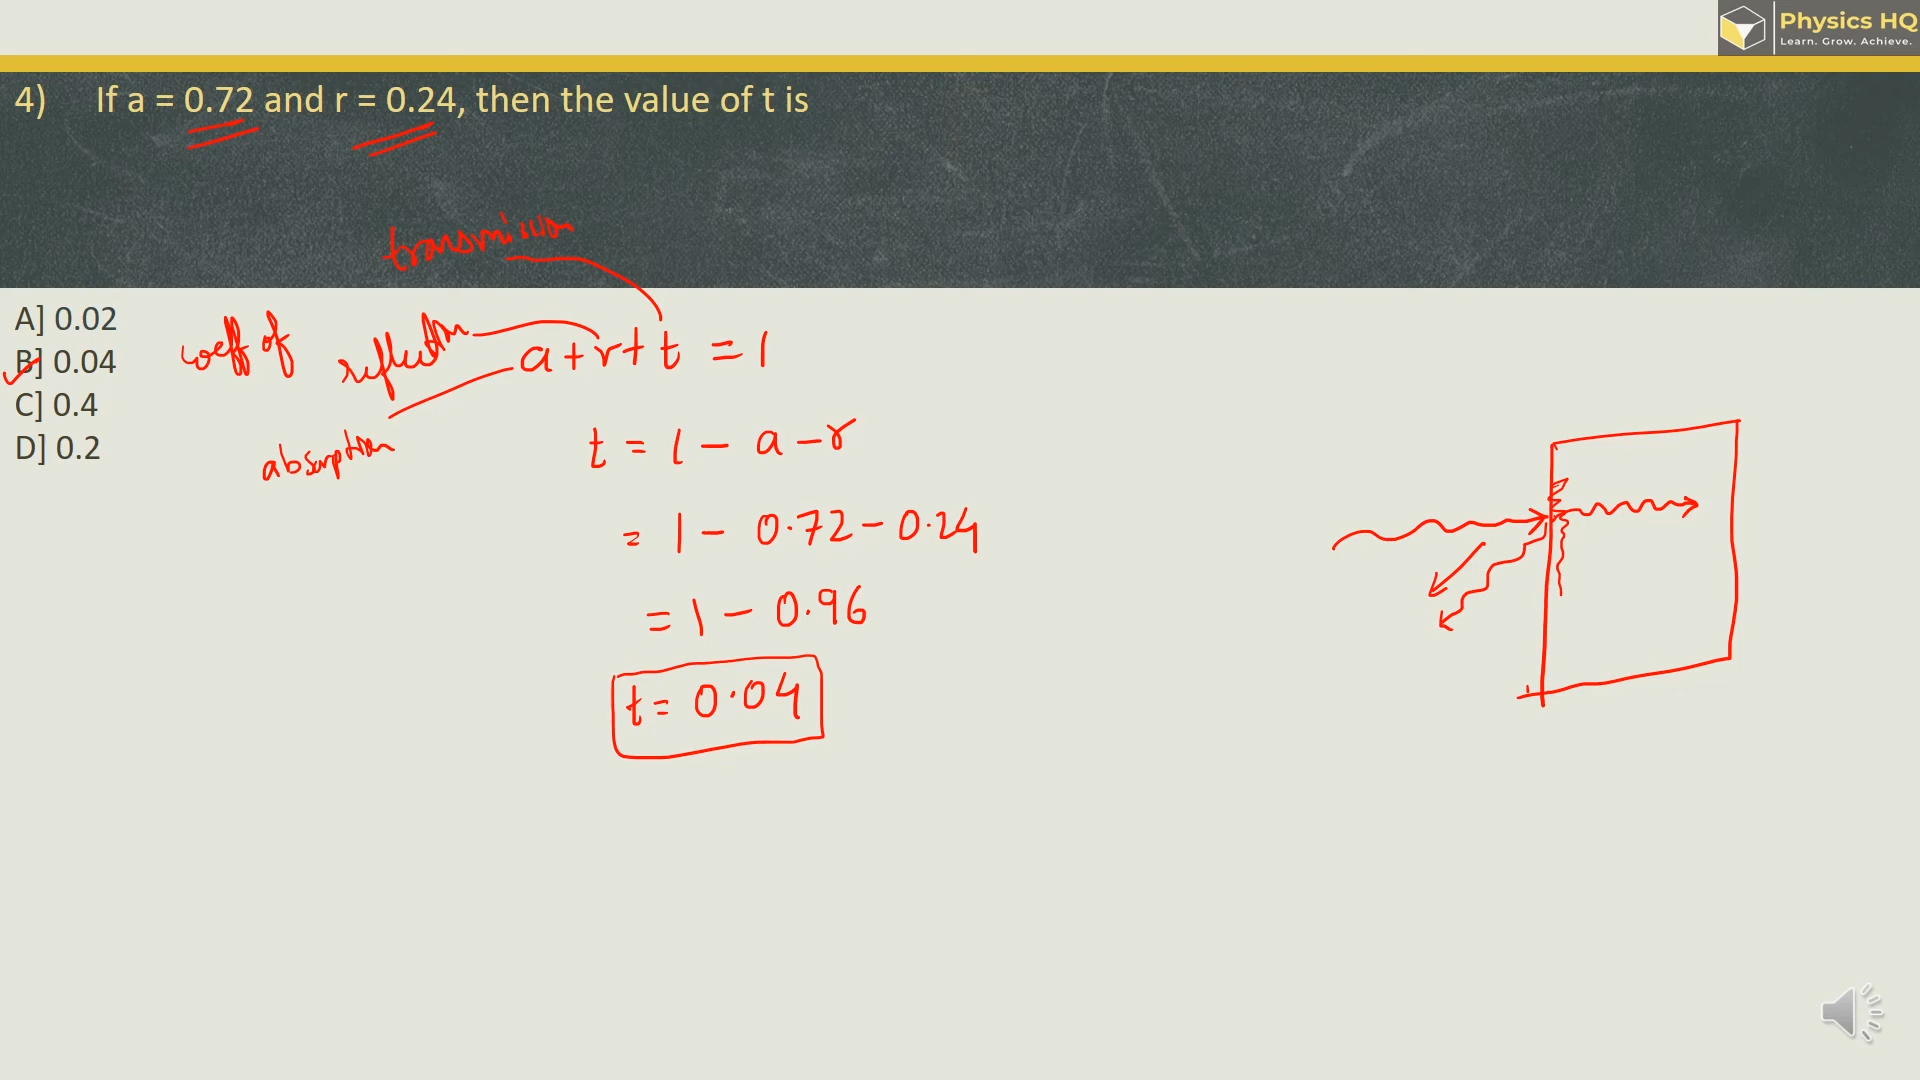 Physics HQ
Learn. Grow. Achieve.
4) If a = 0.72 and r = 0.24, then the value of t is
transmission
A] 0.02
B] 0.04
C] 0.4
D] 0.2
coeff of reflection
absorption
a + r + t = 1
t = 1 - a - r
= 1 - 0.72 - 0.24
= 1 - 0.96
t = 0.04